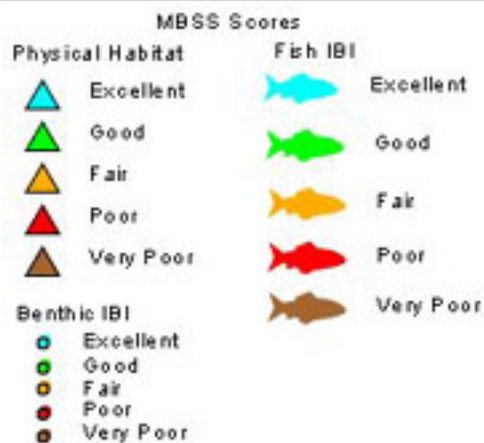 MBSS Scores
Physical Habitat
Excellent
Good
Fair
Poor
Very Poor
Fish IBI
Excellent
Good
Fair
Poor
Very Poor
Benthic IBI
Excellent
Good
Fair
Poor
Very Poor